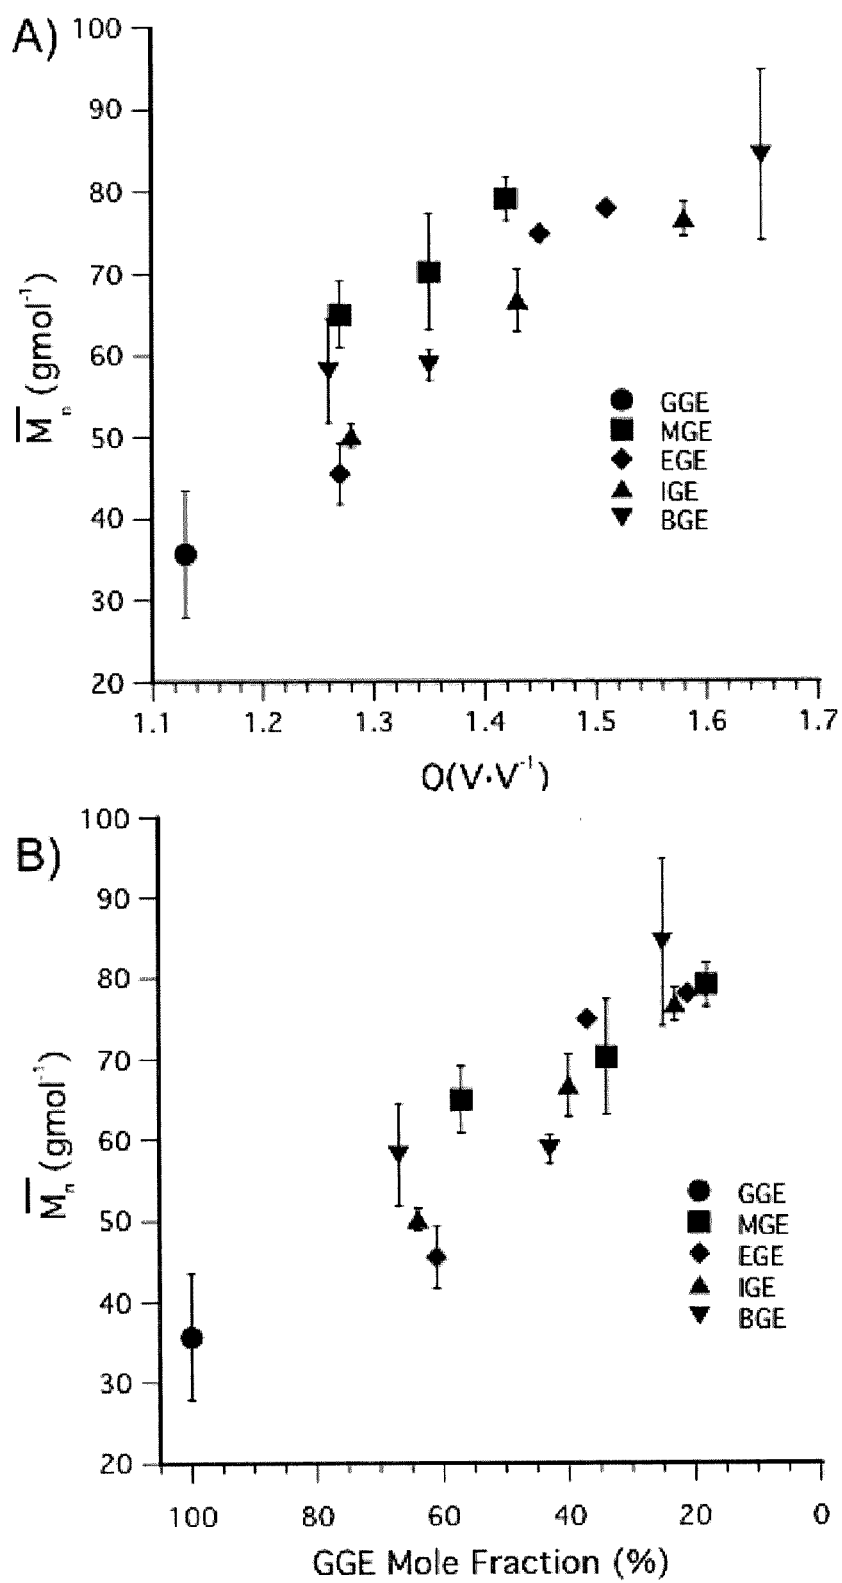 A)
100
90
80
70
60
50
40
30
20
M̅n (gmol⁻¹)
GGE
MGE
EGE
IGE
BGE
1.1 1.2 1.3 1.4 1.5 1.6 1.7
Q(V·V⁻¹)
B)
100
90
80
70
60
50
40
30
20
M̅n (gmol⁻¹)
GGE
MGE
EGE
IGE
BGE
100 80 60 40 20 0
GGE Mole Fraction (%)